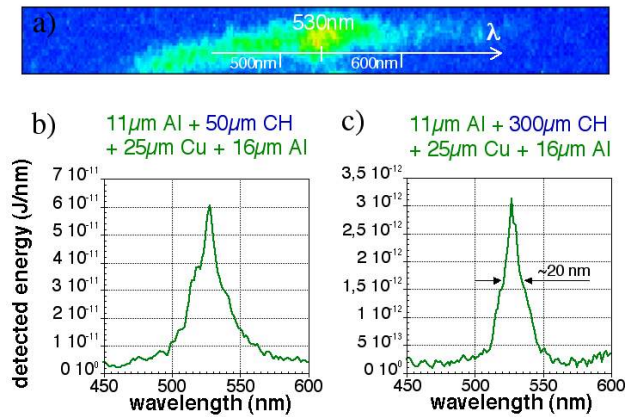 a)
530nm
λ
500nm
600nm
b)
11µm Al + 50µm CH
+ 25µm Cu + 16µm Al
detected energy (J/nm)
7 10⁻¹¹
6 10⁻¹¹
5 10⁻¹¹
4 10⁻¹¹
3 10⁻¹¹
2 10⁻¹¹
1 10⁻¹¹
0 10⁰
450
500
550
600
wavelength (nm)
c)
11µm Al + 300µm CH
+ 25µm Cu + 16µm Al
3,5 10⁻¹²
3 10⁻¹²
2,5 10⁻¹²
2 10⁻¹²
1,5 10⁻¹²
1 10⁻¹²
5 10⁻¹³
0 10⁰
~20 nm
450
500
550
600
wavelength (nm)